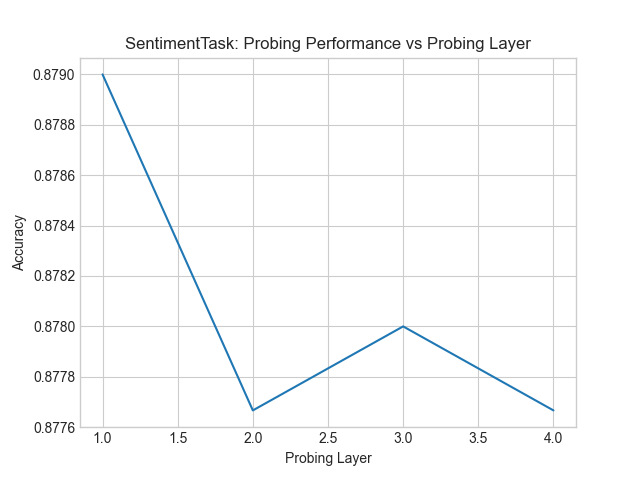 SentimentTask: Probing Performance vs Probing Layer
0.8790
0.8788
0.8786
0.8784
0.8782
0.8780
0.8778
0.8776
Accuracy
1.0 1.5 2.0 2.5 3.0 3.5 4.0
Probing Layer